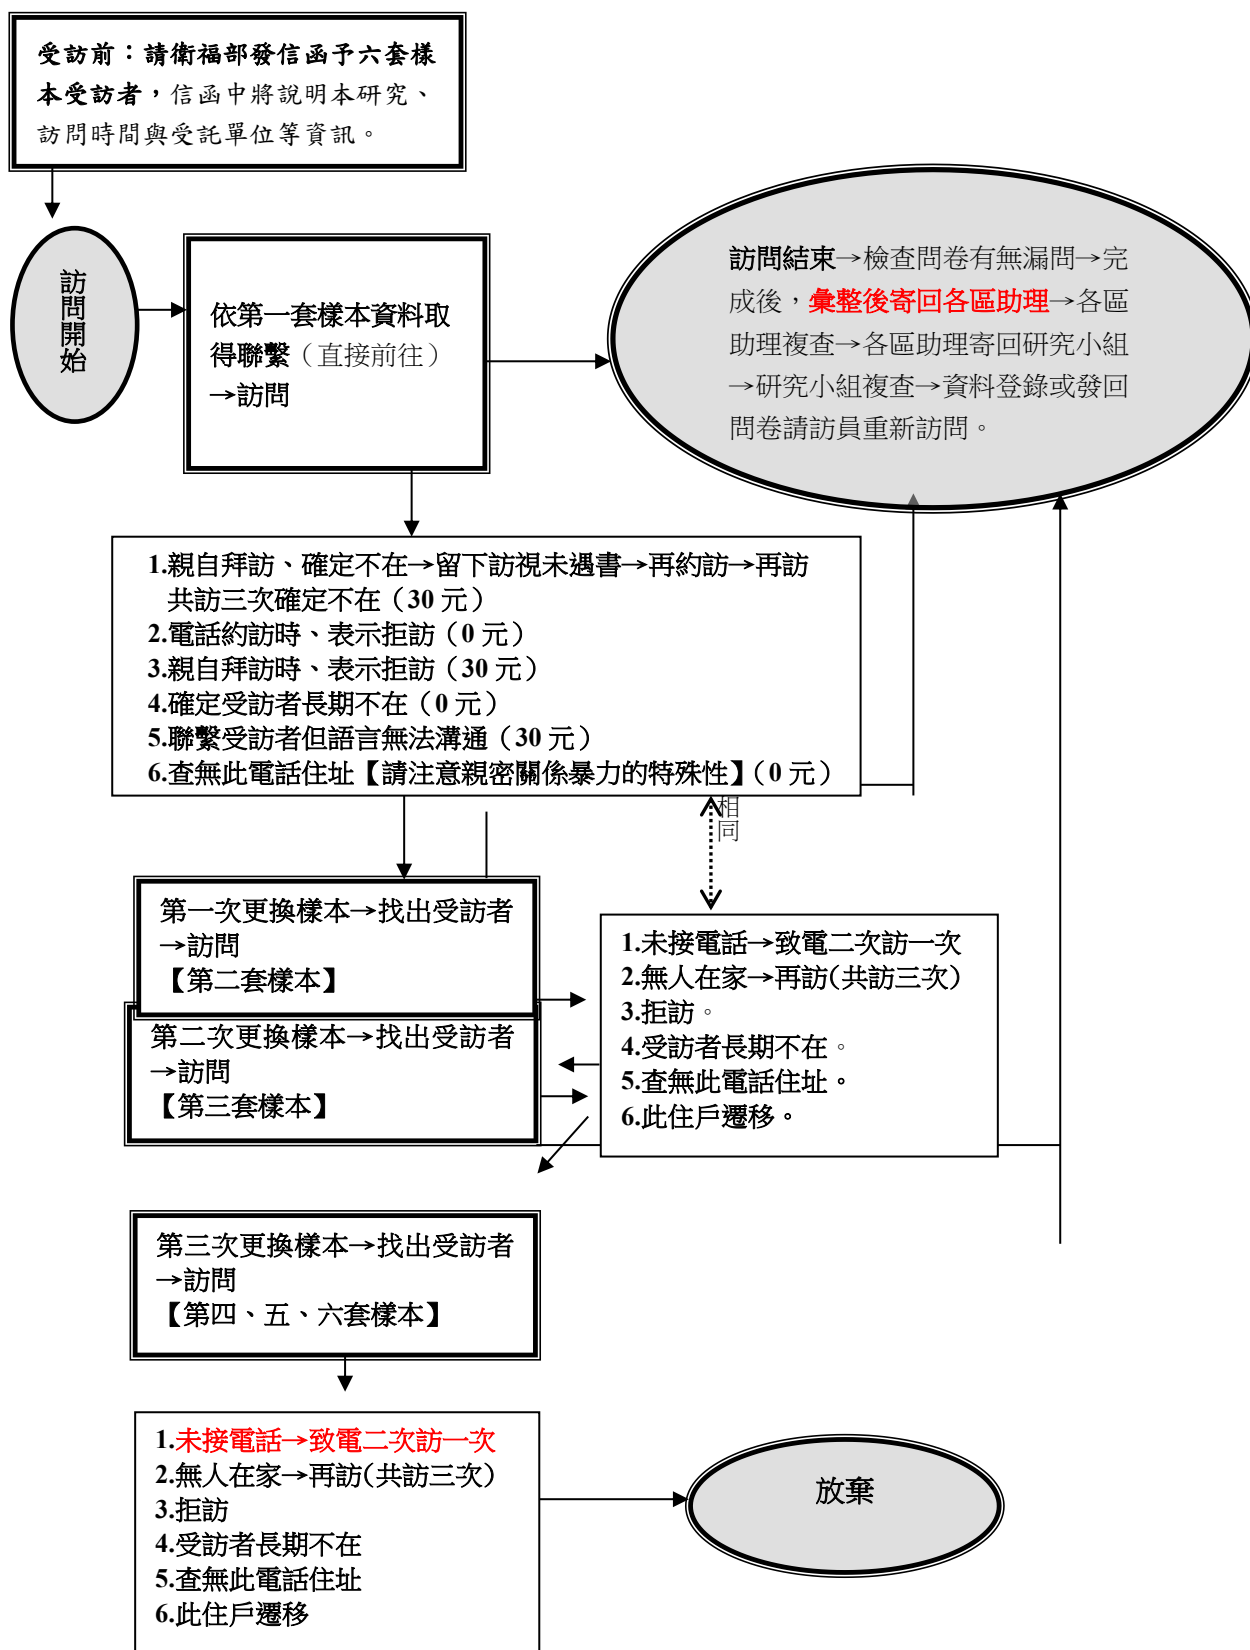 受訪前：請衛福部發信函予六套樣
本受訪者，信函中將說明本研究、
訪問時間與受託單位等資訊。
訪問開始
依第一套樣本資料取
得聯繫（直接前往）
→訪問
訪問結束→檢查問卷有無漏問→完
成後，彙整後寄回各區助理→各區
助理複查→各區助理寄回研究小組
→研究小組複查→資料登錄或發回
問卷請訪員重新訪問。
1.親自拜訪、確定不在→留下訪視未遇書→再約訪→再訪
共訪三次確定不在（30 元）
2.電話約訪時、表示拒訪（0 元）
3.親自拜訪時、表示拒訪（30 元）
4.確定受訪者長期不在（0 元）
5.聯繫受訪者但語言無法溝通（30 元）
6.查無此電話住址【請注意親密關係暴力的特殊性】（0 元）
相同
第一次更換樣本→找出受訪者
→訪問
【第二套樣本】
第二次更換樣本→找出受訪者
→訪問
【第三套樣本】
1.未接電話→致電二次訪一次
2.無人在家→再訪(共訪三次)
3.拒訪。
4.受訪者長期不在。
5.查無此電話住址。
6.此住戶遷移。
第三次更換樣本→找出受訪者
→訪問
【第四、五、六套樣本】
1.未接電話→致電二次訪一次
2.無人在家→再訪(共訪三次)
3.拒訪
4.受訪者長期不在
5.查無此電話住址
6.此住戶遷移
放棄